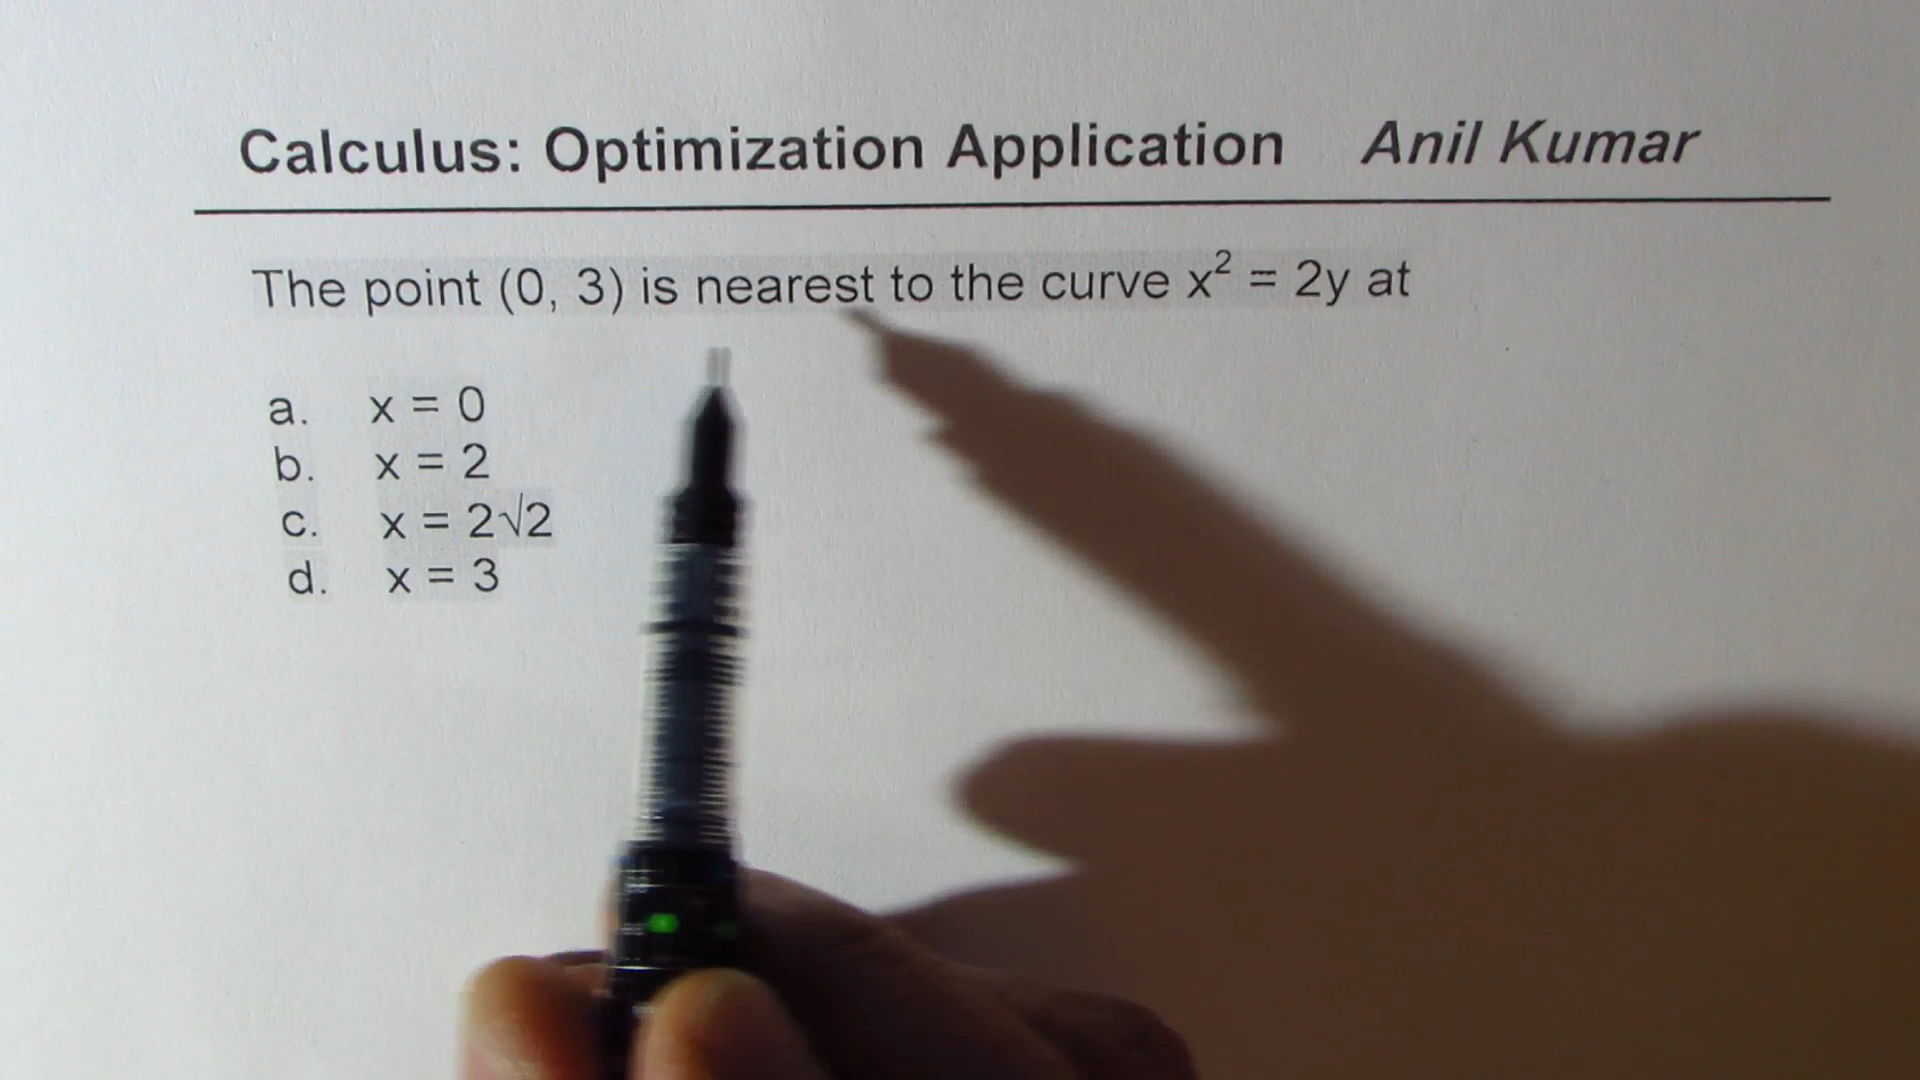 Calculus: Optimization Application Anil Kumar
The point (0, 3) is nearest to the curve x² = 2y at
a. x = 0
b. x = 2
c. x = 2√2
d. x = 3